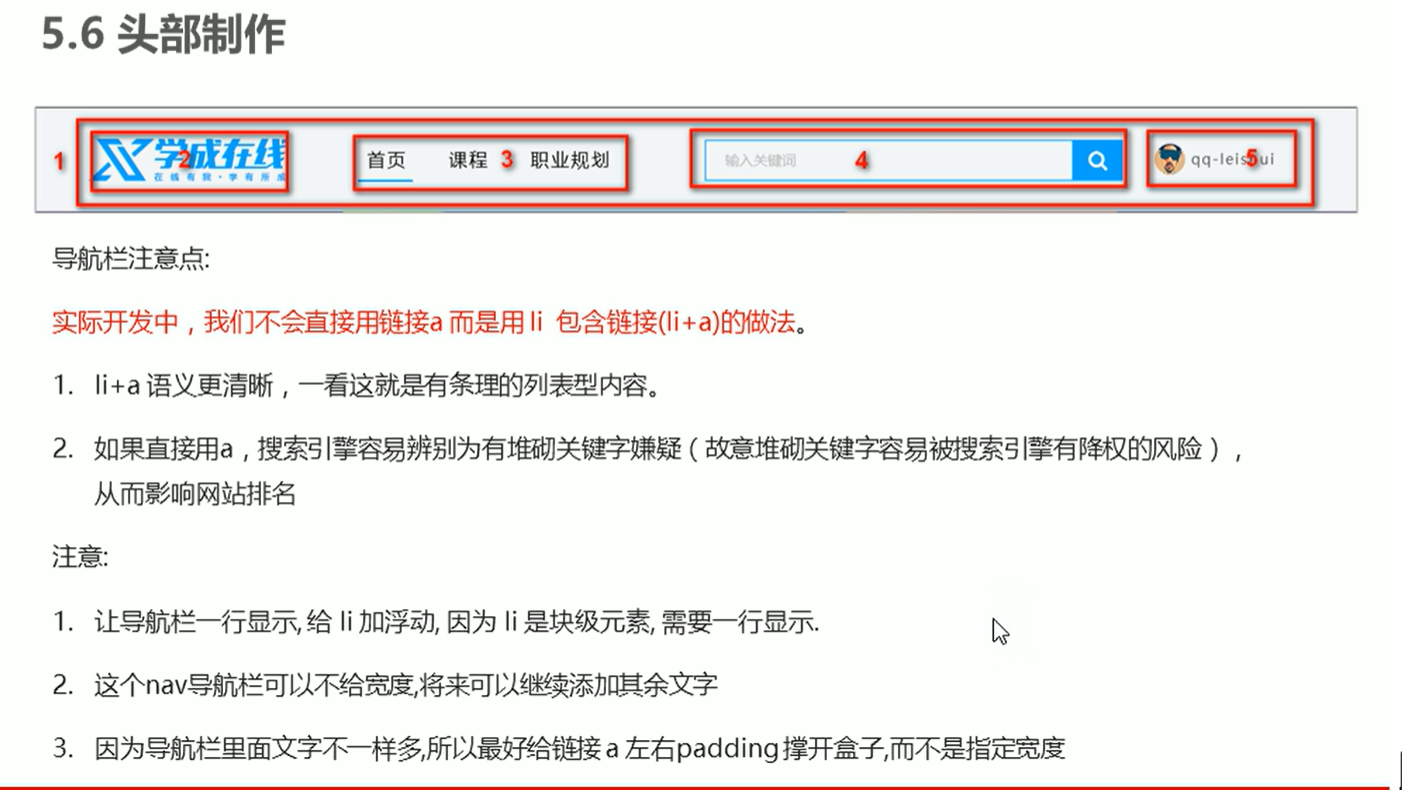 5.6 头部制作
1
学成在线
2
在线有我·学有所成
首页 课程 3 职业规划
输入关键词 4
5
导航栏注意点:
实际开发中，我们不会直接用链接a 而是用 li 包含链接(li+a)的做法。
1. li+a 语义更清晰，一看这就是有条理的列表型内容。
2. 如果直接用a，搜索引擎容易辨别为有堆砌关键字嫌疑（故意堆砌关键字容易被搜索引擎有降权的风险），
从而影响网站排名
注意:
1. 让导航栏一行显示, 给 li 加浮动, 因为 li 是块级元素, 需要一行显示.
2. 这个nav导航栏可以不给宽度,将来可以继续添加其余文字
3. 因为导航栏里面文字不一样多,所以最好给链接 a 左右padding 撑开盒子,而不是指定宽度